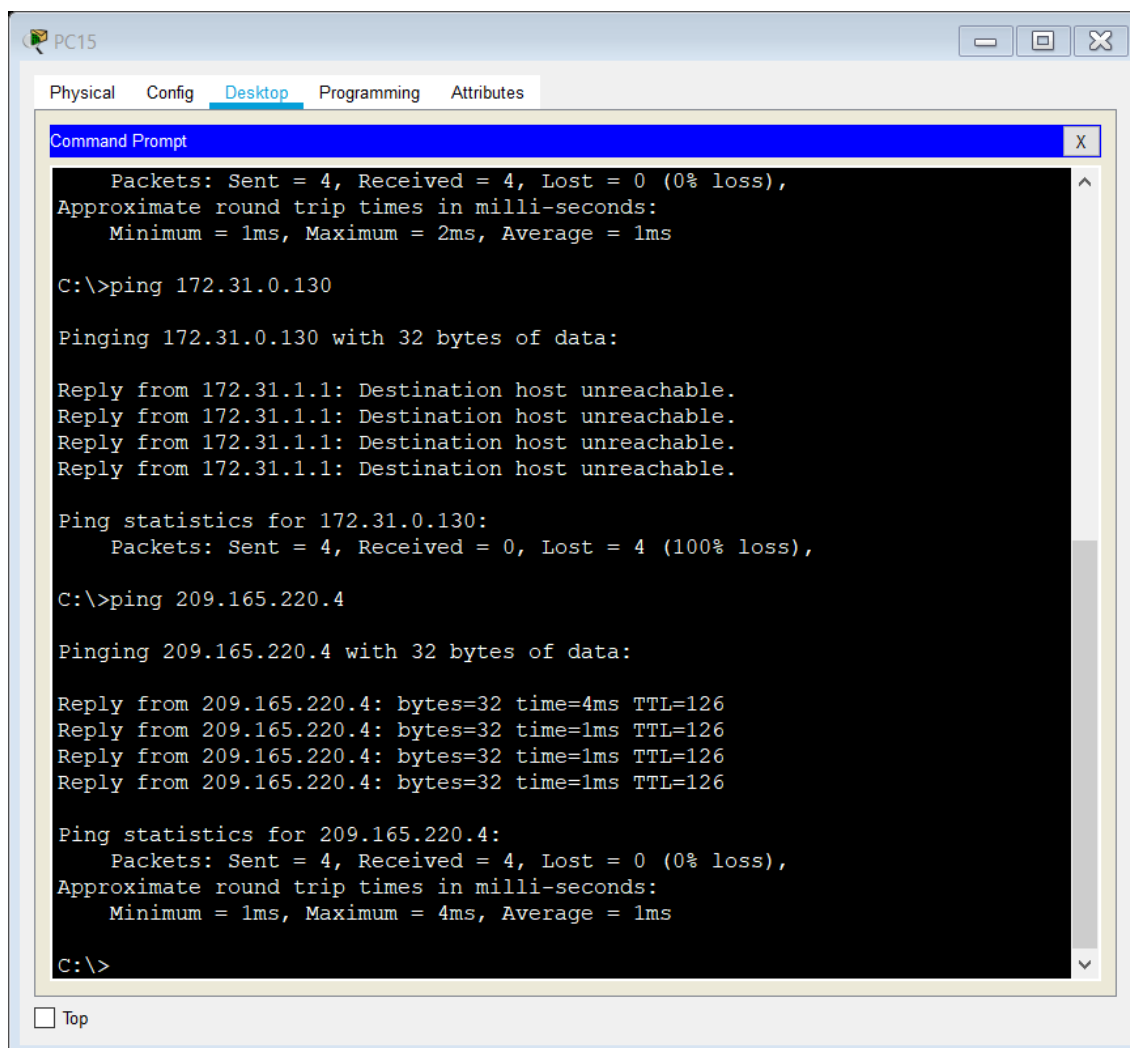 PC15
Physical Config Desktop Programming Attributes
Command Prompt X
Packets: Sent = 4, Received = 4, Lost = 0 (0% loss),
Approximate round trip times in milli-seconds:
Minimum = 1ms, Maximum = 2ms, Average = 1ms
C:\>ping 172.31.0.130
Pinging 172.31.0.130 with 32 bytes of data:
Reply from 172.31.1.1: Destination host unreachable.
Reply from 172.31.1.1: Destination host unreachable.
Reply from 172.31.1.1: Destination host unreachable.
Reply from 172.31.1.1: Destination host unreachable.
Ping statistics for 172.31.0.130:
Packets: Sent = 4, Received = 0, Lost = 4 (100% loss),
C:\>ping 209.165.220.4
Pinging 209.165.220.4 with 32 bytes of data:
Reply from 209.165.220.4: bytes=32 time=4ms TTL=126
Reply from 209.165.220.4: bytes=32 time=1ms TTL=126
Reply from 209.165.220.4: bytes=32 time=1ms TTL=126
Reply from 209.165.220.4: bytes=32 time=1ms TTL=126
Ping statistics for 209.165.220.4:
Packets: Sent = 4, Received = 4, Lost = 0 (0% loss),
Approximate round trip times in milli-seconds:
Minimum = 1ms, Maximum = 4ms, Average = 1ms
C:\>
Top